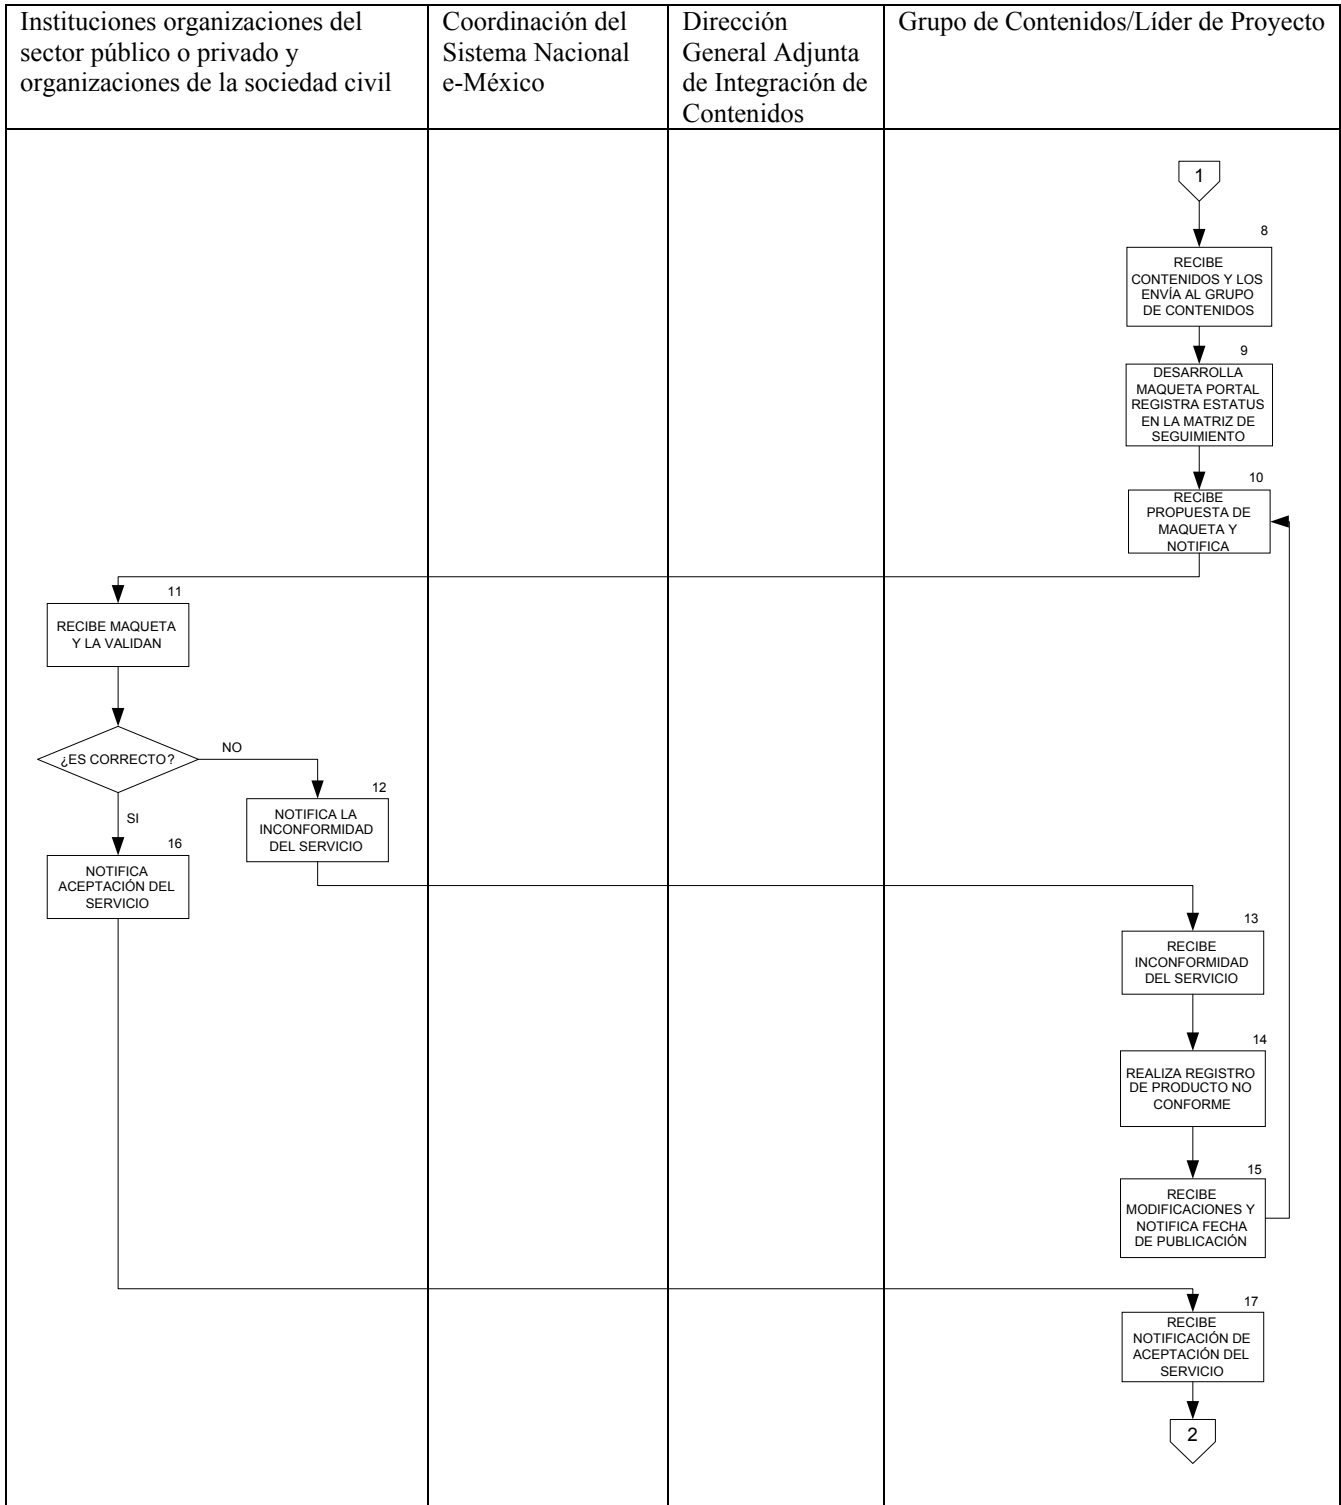 Instituciones organizaciones del
sector público o privado y
organizaciones de la sociedad civil
Coordinación del
Sistema Nacional
e-México
Dirección
General Adjunta
de Integración de
Contenidos
Grupo de Contenidos/Líder de Proyecto
1
8
RECIBE
CONTENIDOS Y LOS
ENVÍA AL GRUPO
DE CONTENIDOS
9
DESARROLLA
MAQUETA PORTAL
REGISTRA ESTATUS
EN LA MATRIZ DE
SEGUIMIENTO
10
RECIBE
PROPUESTA DE
MAQUETA Y
NOTIFICA
11
RECIBE MAQUETA
Y LA VALIDAN
¿ES CORRECTO?
NO
SI
12
NOTIFICA LA
INCONFORMIDAD
DEL SERVICIO
16
NOTIFICA
ACEPTACIÓN DEL
SERVICIO
13
RECIBE
INCONFORMIDAD
DEL SERVICIO
14
REALIZA REGISTRO
DE PRODUCTO NO
CONFORME
15
RECIBE
MODIFICACIONES Y
NOTIFICA FECHA
DE PUBLICACIÓN
17
RECIBE
NOTIFICACIÓN DE
ACEPTACIÓN DEL
SERVICIO
2